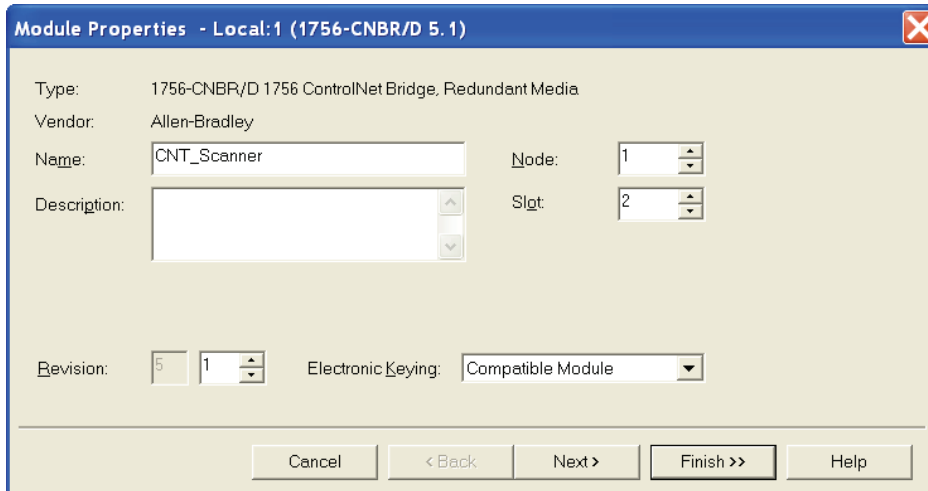 Module Properties - Local:1 (1756-CNBR/D 5.1)
Type: 1756-CNBR/D 1756 ControlNet Bridge, Redundant Media
Vendor: Allen-Bradley
Name: CNT_Scanner Node: 1
Description: Slot: 2
Revision: 5 1 Electronic Keying: Compatible Module
Cancel < Back Next > Finish >> Help